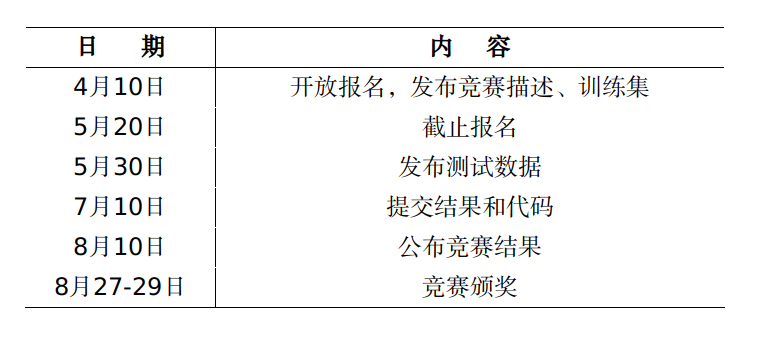 日 期 内 容
4月10日 开放报名，发布竞赛描述、训练集
5月20日 截止报名
5月30日 发布测试数据
7月10日 提交结果和代码
8月10日 公布竞赛结果
8月27-29日 竞赛颁奖